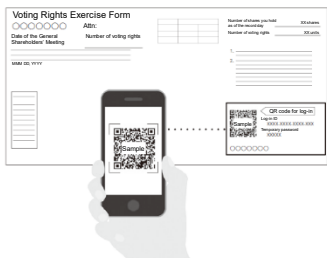 Voting Rights Exercise Form
○○○○○○○
Attn:
Date of the General
Shareholders' Meeting
Number of voting rights
MM DD, YYYY
Number of shares you hold
as of the record day
XX shares
Number of voting rights
XX units
1.
2.
Sample
Sample
QR code for log-in
Log-in ID
XXXX-XXXX-XXXX-XXX
Temporary password
XXXXX
○○○○○○○